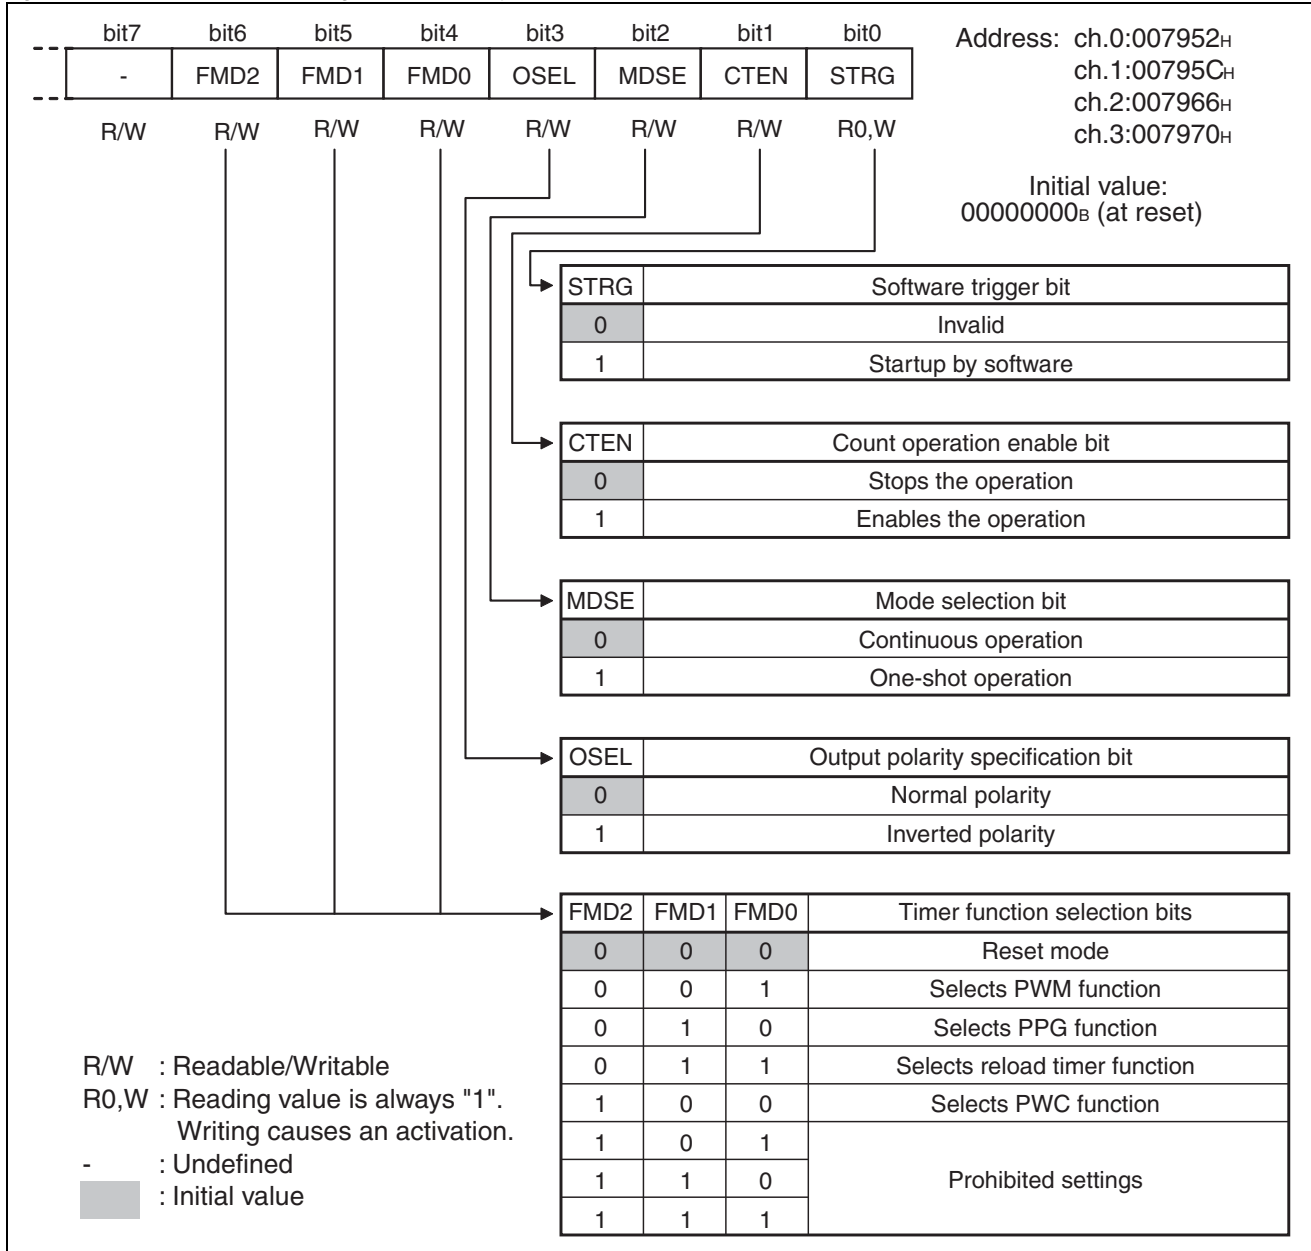 bit7 bit6 bit5 bit4 bit3 bit2 bit1 bit0
- FMD2 FMD1 FMD0 OSEL MDSE CTEN STRG
R/W R/W R/W R/W R/W R/W R/W R0,W
Address: ch.0:007952H
ch.1:00795CH
ch.2:007966H
ch.3:007970H
Initial value:
00000000B (at reset)
STRG Software trigger bit
0 Invalid
1 Startup by software
CTEN Count operation enable bit
0 Stops the operation
1 Enables the operation
MDSE Mode selection bit
0 Continuous operation
1 One-shot operation
OSEL Output polarity specification bit
0 Normal polarity
1 Inverted polarity
FMD2 FMD1 FMD0 Timer function selection bits
0 0 0 Reset mode
0 0 1 Selects PWM function
0 1 0 Selects PPG function
0 1 1 Selects reload timer function
1 0 0 Selects PWC function
1 0 1
1 1 0 Prohibited settings
1 1 1
R/W : Readable/Writable
R0,W : Reading value is always "1".
Writing causes an activation.
- : Undefined
: Initial value